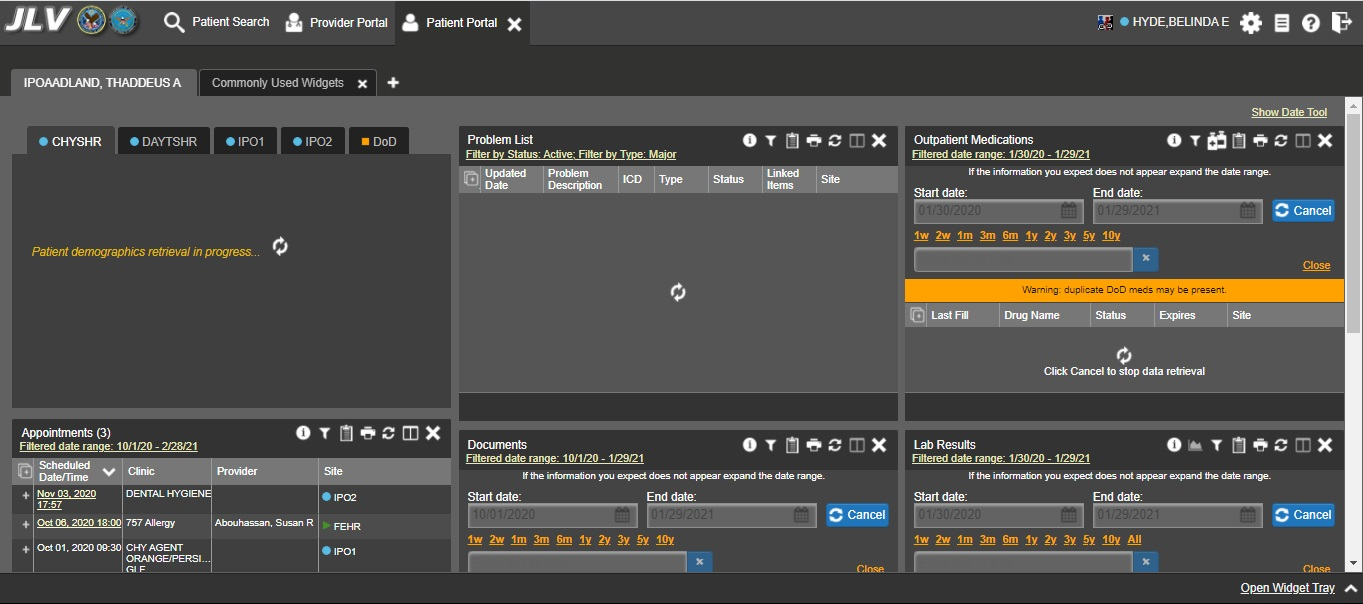 JLV Patient Search Provider Portal Patient Portal HYDE,BELINDA E
IPOAADLAND, THADDEUS A Commonly Used Widgets
Show Date Tool
CHYSHR DAYTSHR IPO1 IPO2 DoD
Patient demographics retrieval in progress...
Appointments (3)
Filtered date range: 10/1/20 - 2/28/21
Scheduled Date/Time Clinic Provider Site
Nov 03, 2020 17:57 DENTAL HYGIENE IPO2
Oct 06, 2020 18:00 757 Allergy Abouhassan, Susan R FEHR
Oct 01, 2020 09:30 CHY AGENT ORANGE/PERSI... GLF IPO1
Problem List
Filter by Status: Active; Filter by Type: Major
Updated Date Problem Description ICD Type Status Linked Items Site
Documents
Filtered date range: 10/1/20 - 1/29/21
If the information you expect does not appear expand the date range.
Start date: End date:
10/01/2020 01/29/2021 Cancel
1w 2w 1m 3m 6m 1y 2y 3y 5y 10y
Close
Outpatient Medications
Filtered date range: 1/30/20 - 1/29/21
If the information you expect does not appear expand the date range.
Start date: End date:
01/30/2020 01/29/2021 Cancel
1w 2w 1m 3m 6m 1y 2y 3y 5y 10y
Close
Warning: duplicate DoD meds may be present.
Last Fill Drug Name Status Expires Site
Click Cancel to stop data retrieval
Lab Results
Filtered date range: 1/30/20 - 1/29/21
If the information you expect does not appear expand the date range.
Start date: End date:
01/30/2020 01/29/2021 Cancel
1w 2w 1m 3m 6m 1y 2y 3y 5y 10y All
Close
Open Widget Tray